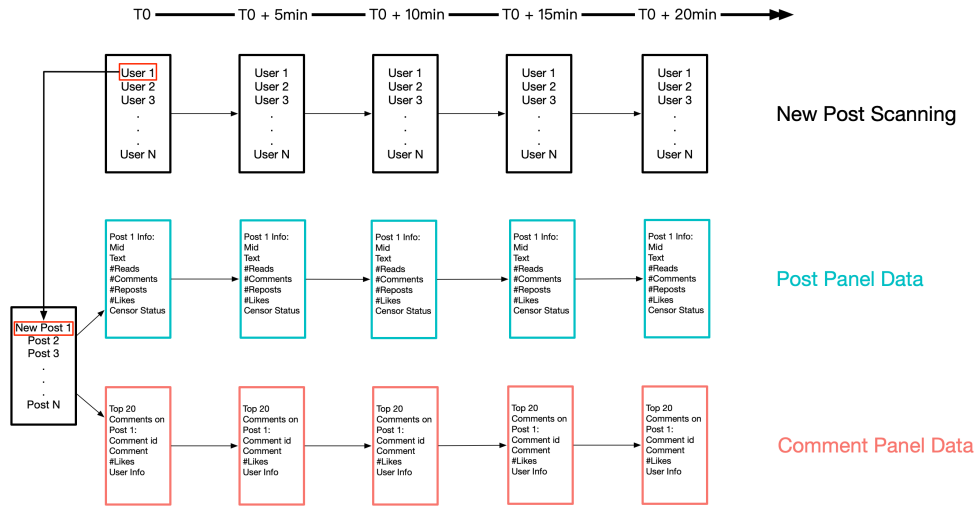 T0
T0 + 5min
T0 + 10min
T0 + 15min
T0 + 20min
User 1
User 2
User 3
.
.
.
User N
User 1
User 2
User 3
.
.
.
User N
User 1
User 2
User 3
.
.
.
User N
User 1
User 2
User 3
.
.
.
User N
User 1
User 2
User 3
.
.
.
User N
New Post Scanning
Post 1 Info:
Mid
Text
#Reads
#Comments
#Reposts
#Likes
Censor Status
Post 1 Info:
Mid
Text
#Reads
#Comments
#Reposts
#Likes
Censor Status
Post 1 Info:
Mid
Text
#Reads
#Comments
#Reposts
#Likes
Censor Status
Post 1 Info:
Mid
Text
#Reads
#Comments
#Reposts
#Likes
Censor Status
Post 1 Info:
Mid
Text
#Reads
#Comments
#Reposts
#Likes
Censor Status
Post Panel Data
New Post 1
Post 2
Post 3
.
.
.
Post N
Top 20
Comments on
Post 1:
Comment id
Comment
#Likes
User Info
Top 20
Comments on
Post 1:
Comment id
Comment
#Likes
User Info
Top 20
Comments on
Post 1:
Comment id
Comment
#Likes
User Info
Top 20
Comments on
Post 1:
Comment id
Comment
#Likes
User Info
Top 20
Comments on
Post 1:
Comment id
Comment
#Likes
User Info
Comment Panel Data